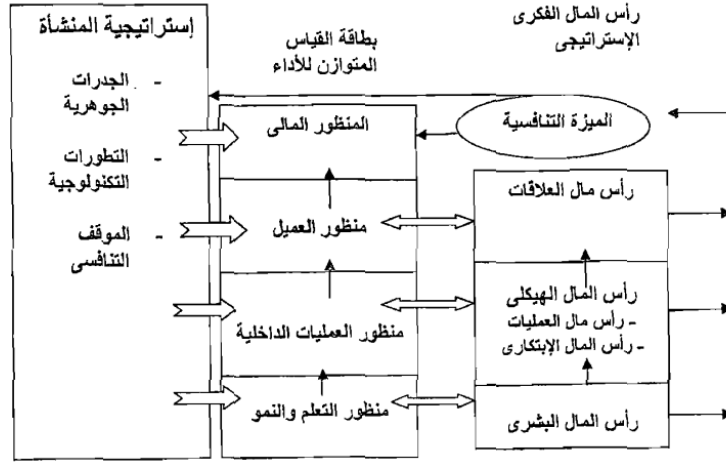 إستراتيجية المنشأة
- الجدرات
الجوهرية
- التطورات
التكنولوجية
- الموقف
التنافسى
بطاقة القياس
المتوازن للأداء
المنظور المالى
منظور العميل
منظور العمليات الداخلية
منظور التعلم والنمو
رأس المال الفكرى
الإستراتيجى
الميزة التنافسية
رأس مال العلاقات
رأس المال الهيكلى
- رأس مال العمليات
- رأس المال الإبتكارى
رأس المال البشرى